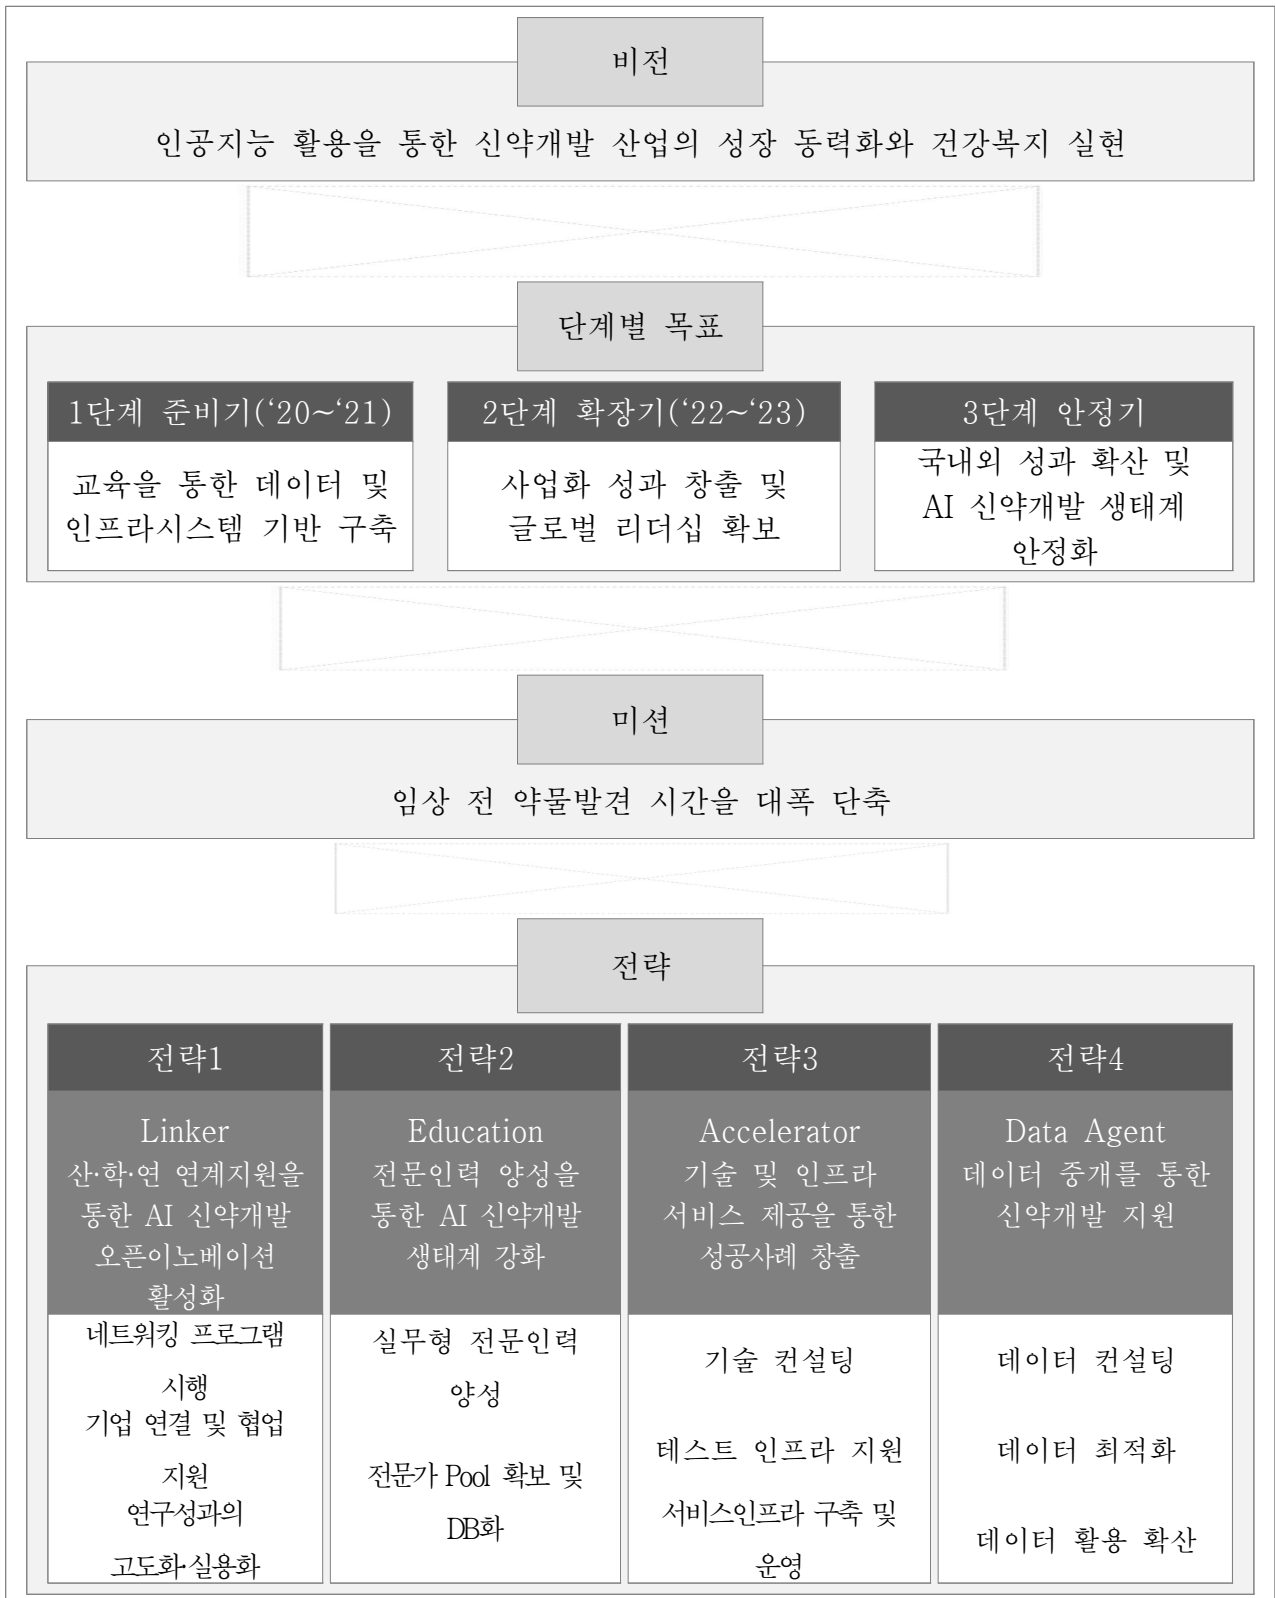 비전
인공지능 활용을 통한 신약개발 산업의 성장 동력화와 건강복지 실현
단계별 목표
1단계 준비기(‘20~‘21)
교육을 통한 데이터 및
인프라시스템 기반 구축
2단계 확장기(‘22~‘23)
사업화 성과 창출 및
글로벌 리더십 확보
3단계 안정기
국내외 성과 확산 및
AI 신약개발 생태계
안정화
미션
임상 전 약물발견 시간을 대폭 단축
전략
전략1
Linker
산·학·연 연계지원을
통한 AI 신약개발
오픈이노베이션
활성화
네트워킹 프로그램
시행
기업 연결 및 협업
지원
연구성과의
고도화·실용화
전략2
Education
전문인력 양성을
통한 AI 신약개발
생태계 강화
실무형 전문인력
양성
전문가 Pool 확보 및
DB화
전략3
Accelerator
기술 및 인프라
서비스 제공을 통한
성공사례 창출
기술 컨설팅
테스트 인프라 지원
서비스인프라 구축 및
운영
전략4
Data Agent
데이터 중개를 통한
신약개발 지원
데이터 컨설팅
데이터 최적화
데이터 활용 확산